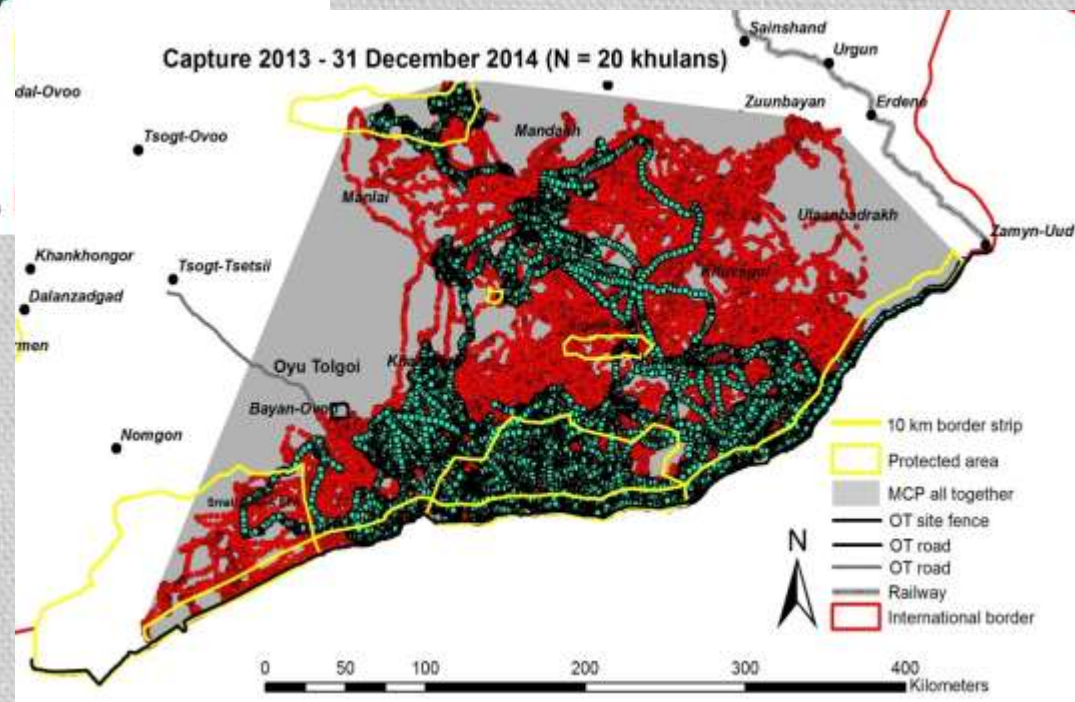 Sainshand
Urgun
Capture 2013 - 31 December 2014 (N = 20 khulans)
dal-Ovoo
Zuunbayan
Erdene
Tsogt-Ovoo
Mandakh
Manlai
Ulaanbadrakh
Zamyn-Uud
Khankhongor
Tsogt-Tsetsii
Dalanzadgad
rmen
Oyu Tolgoi
Bayan-Ovoo
Nomgon
10 km border strip
Protected area
MCP all together
OT site fence
OT road
OT road
Railway
International border
N
0 50 100 200 300 400
Kilometers